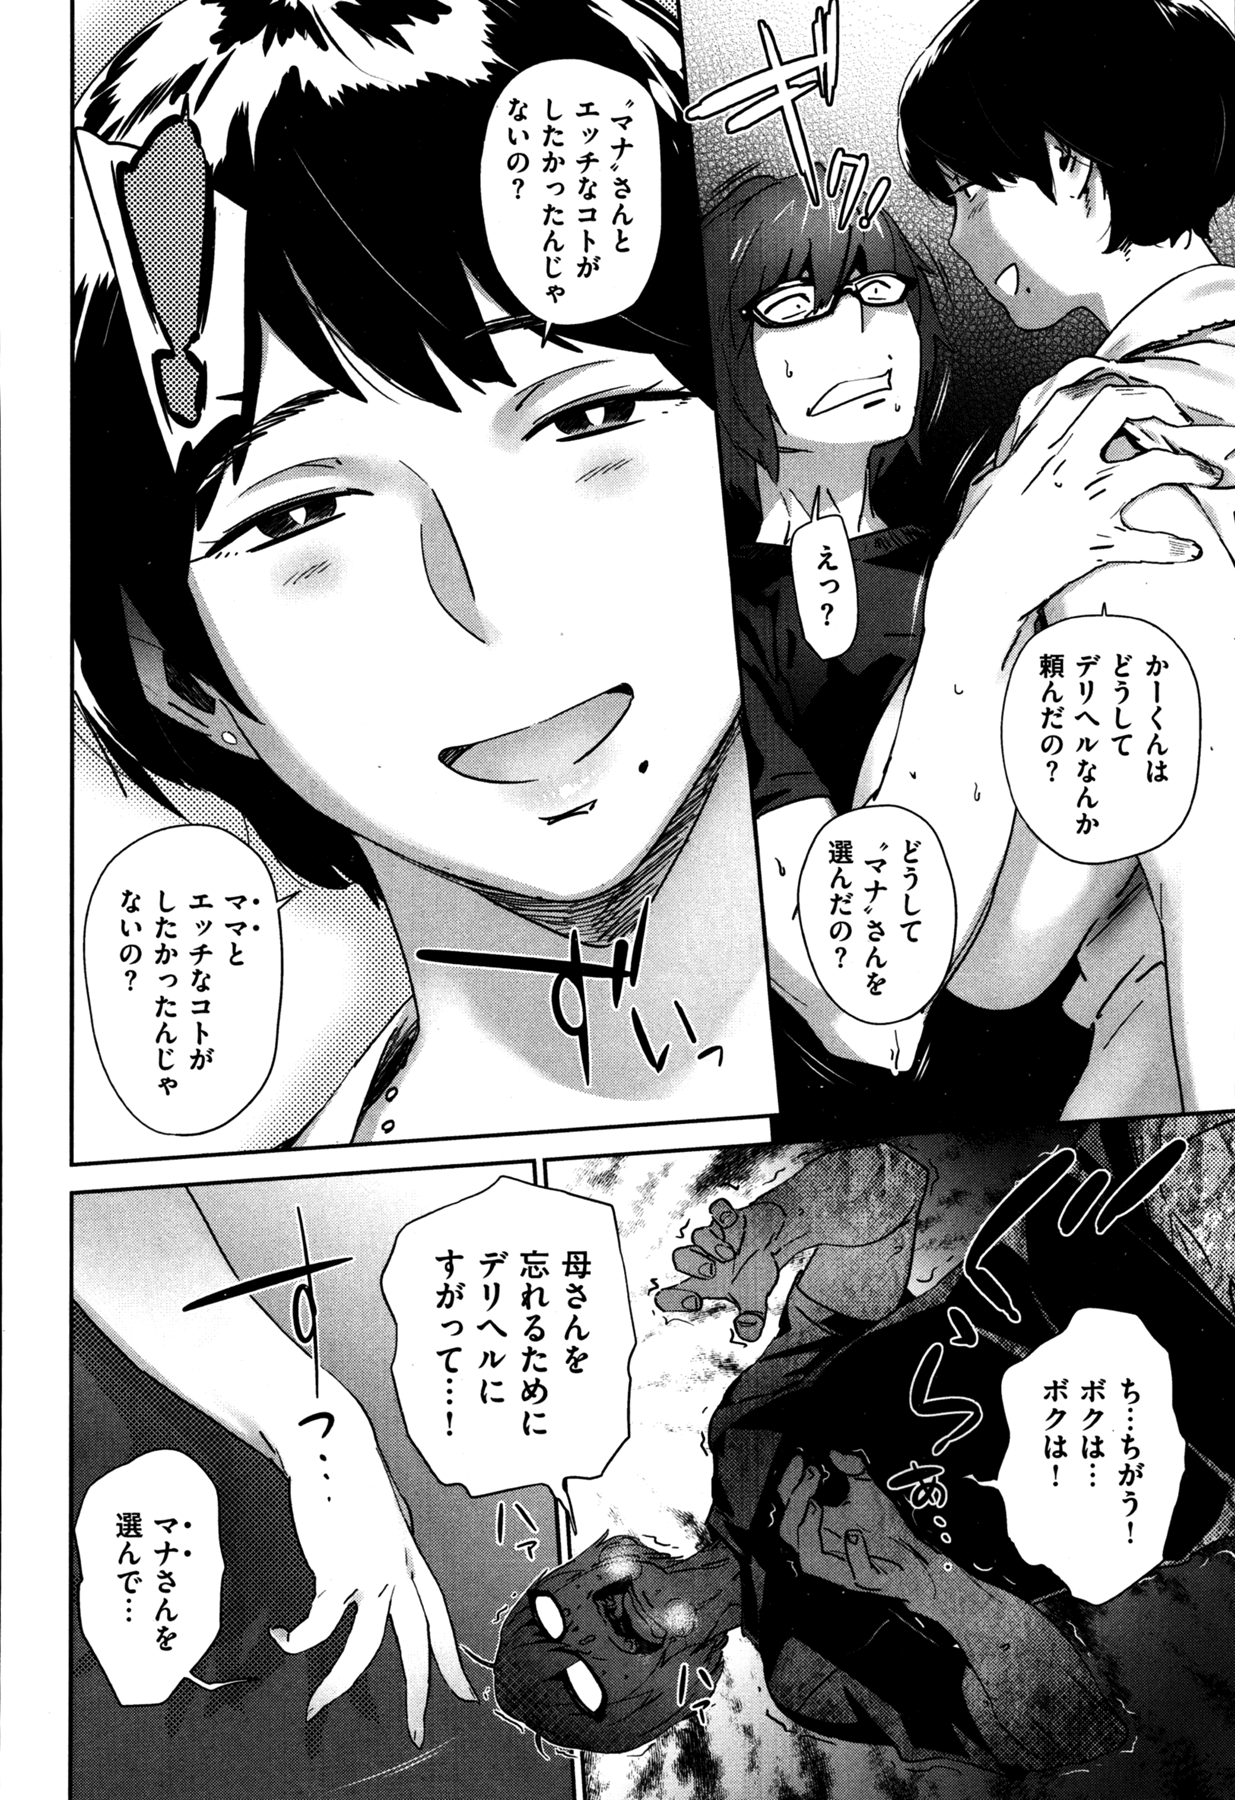 ギクッ!
かーくんは
どうして
デリヘルなんか
頼んだの?
えっ?
どうして
〝マナ〟さんを
選んだの?
〝マナ〟さんと
エッチなコトが
したかったんじゃ
ないの?
ママと
エッチなコトが
したかったんじゃ
ないの?
ずいっ
ぐらぁ…
ち…ちがう!
ボクは…
ボクは!
母さんを
忘れるために
デリヘルに
すがって…!
ハァ
ハァ
すっ…
マナさんを
選んで…